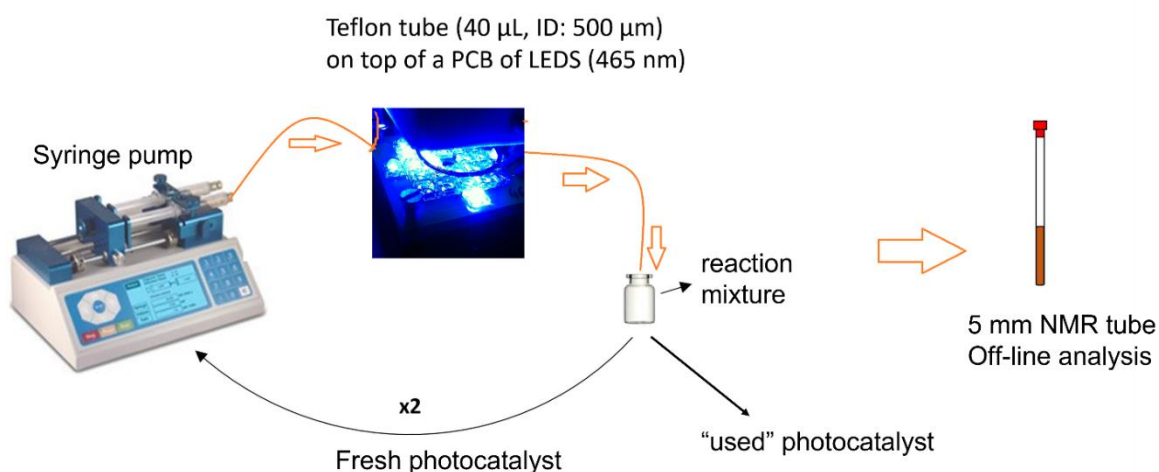 Teflon tube (40 µL, ID: 500 µm)
on top of a PCB of LEDS (465 nm)
Syringe pump
reaction
mixture
5 mm NMR tube
Off-line analysis
x2
"used" photocatalyst
Fresh photocatalyst